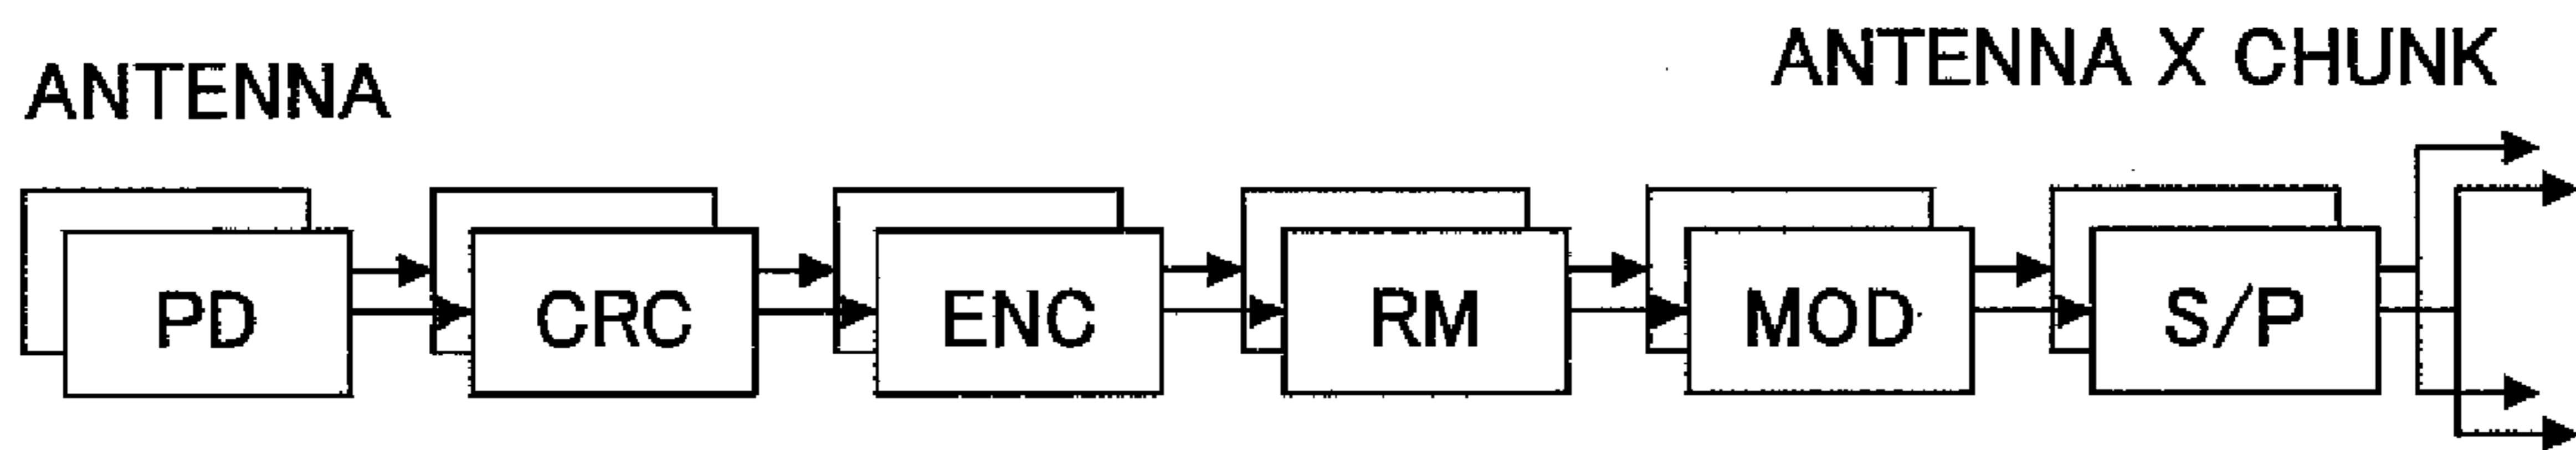 ANTENNA X CHUNK
ANTENNA
PD CRC ENC RM MOD S/P